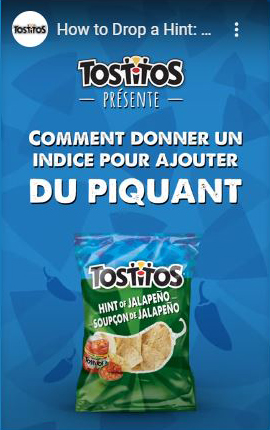 TOSTITOS
How to Drop a Hint: ...
TOSTITOS
PRÉSENTE
COMMENT DONNER UN
INDICE POUR AJOUTER
DU PIQUANT
TOSTITOS
HINT OF JALAPEÑO
SOUPÇON DE JALAPEÑO